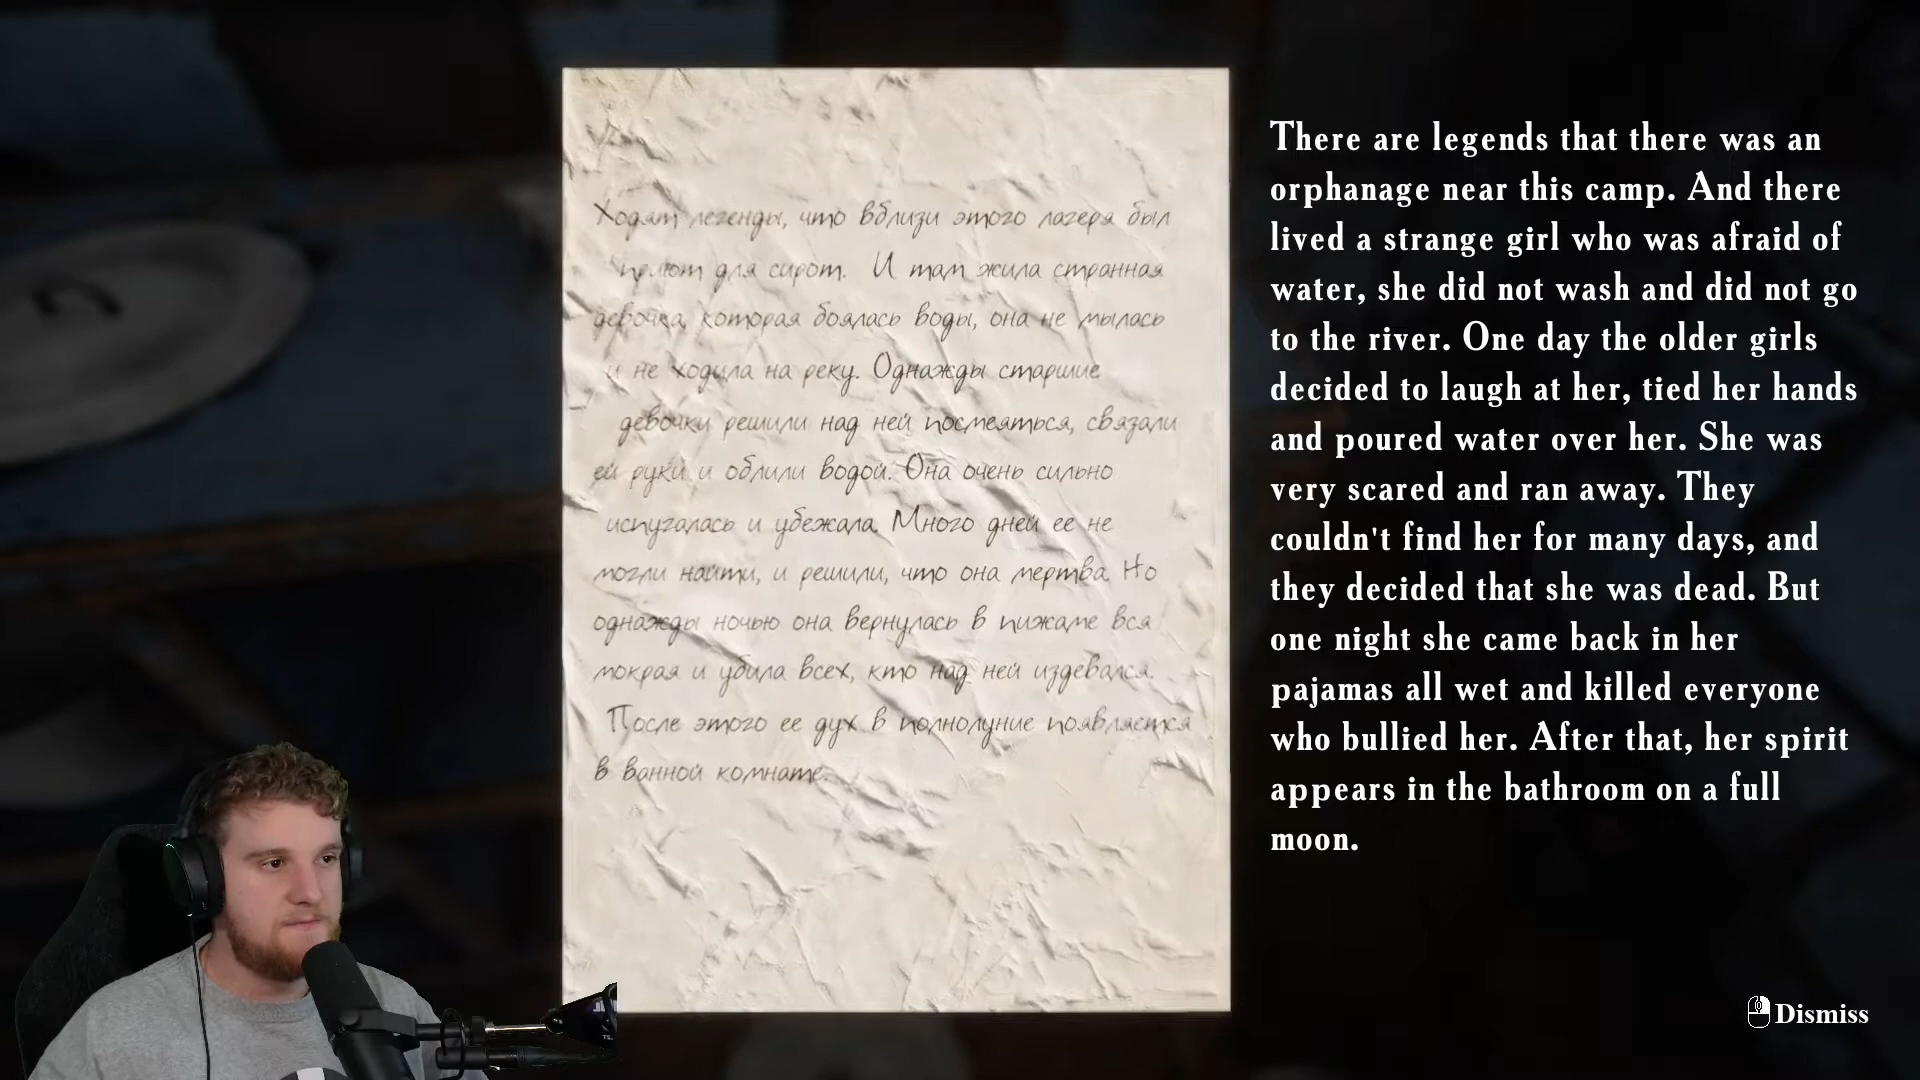 Ходят легенды, что вблизи этого лагеря был
приют для сирот. И там жила странная
девочка, которая боялась воды, она не мылась
и не ходила на реку. Однажды старшие
девочки решили над ней посмеяться, связали
ей руки и облили водой. Она очень сильно
испугалась и убежала. Много дней ее не
могли найти, и решили, что она мертва. Но
однажды ночью она вернулась в пижаме вся
мокрая и убила всех, кто над ней издевался.
После этого ее дух в полнолуние появляется
в ванной комнате.
There are legends that there was an
orphanage near this camp. And there
lived a strange girl who was afraid of
water, she did not wash and did not go
to the river. One day the older girls
decided to laugh at her, tied her hands
and poured water over her. She was
very scared and ran away. They
couldn't find her for many days, and
they decided that she was dead. But
one night she came back in her
pajamas all wet and killed everyone
who bullied her. After that, her spirit
appears in the bathroom on a full
moon.
Dismiss